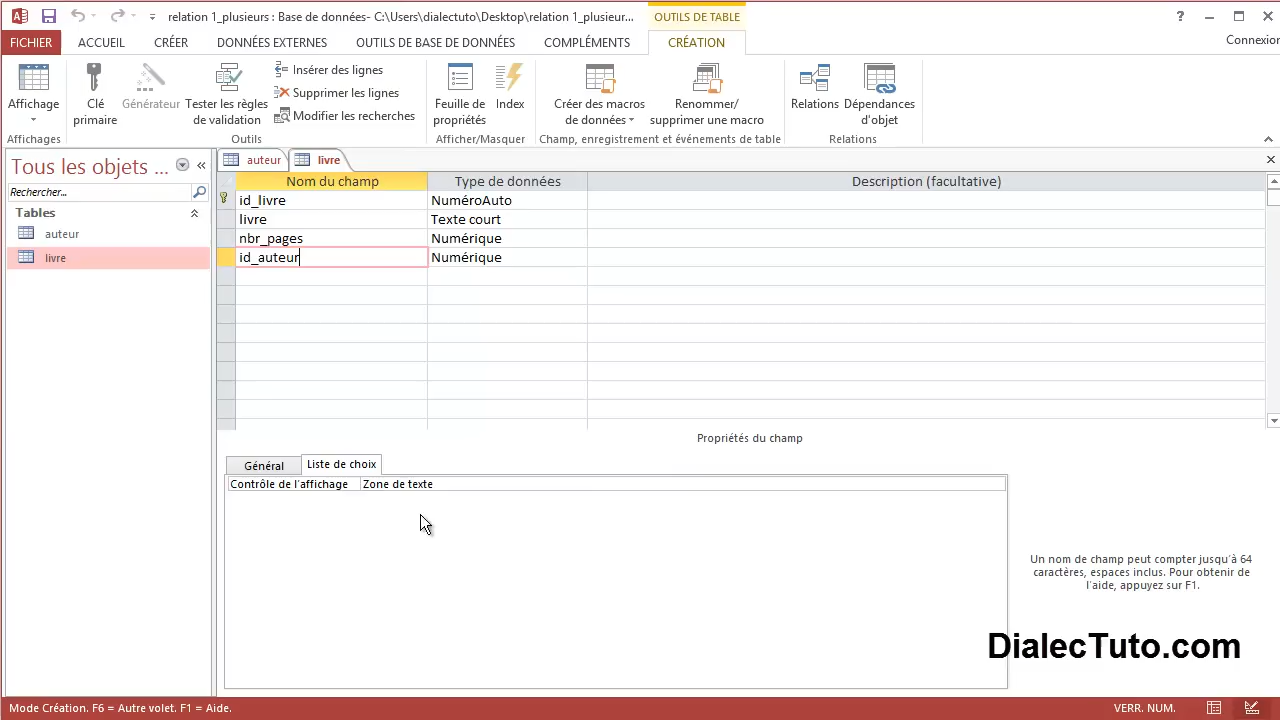 relation 1_plusieurs : Base de données- C:\Users\dialectuto\Desktop\relation 1_plusieur...
OUTILS DE TABLE
?
FICHIER
ACCUEIL
CRÉER
DONNÉES EXTERNES
OUTILS DE BASE DE DONNÉES
COMPLÉMENTS
CRÉATION
Connexior
Affichage
Clé
primaire
Générateur
Tester les règles
de validation
Insérer des lignes
Supprimer les lignes
Modifier les recherches
Feuille de
propriétés
Index
Créer des macros
de données
Renommer/
supprimer une macro
Relations
Dépendances
d'objet
Affichages
Outils
Afficher/Masquer
Champ, enregistrement et événements de table
Relations
Tous les objets ...
Rechercher...
Tables
auteur
livre
auteur
livre
Nom du champ
Type de données
Description (facultative)
id_livre
NuméroAuto
livre
Texte court
nbr_pages
Numérique
id_auteur
Numérique
Propriétés du champ
Général
Liste de choix
Contrôle de l'affichage
Zone de texte
Un nom de champ peut compter jusqu'à 64
caractères, espaces inclus. Pour obtenir de
l'aide, appuyez sur F1.
DialecTuto.com
Mode Création. F6 = Autre volet. F1 = Aide.
VERR. NUM.